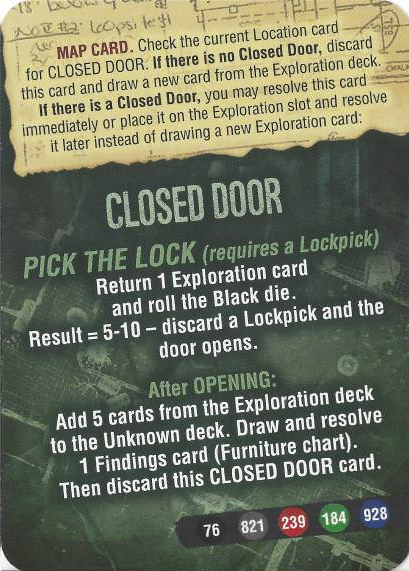 MAP CARD. Check the current Location card
for CLOSED DOOR. If there is no Closed Door, discard
this card and draw a new card from the Exploration deck.
If there is a Closed Door, you may resolve this card
immediately or place it on the Exploration slot and resolve
it later instead of drawing a new Exploration card:
CLOSED DOOR
PICK THE LOCK (requires a Lockpick)
Return 1 Exploration card
and roll the Black die.
Result = 5-10 – discard a Lockpick and the
door opens.
After OPENING:
Add 5 cards from the Exploration deck
to the Unknown deck. Draw and resolve
1 Findings card (Furniture chart).
Then discard this CLOSED DOOR card.
76 821 239 184 928